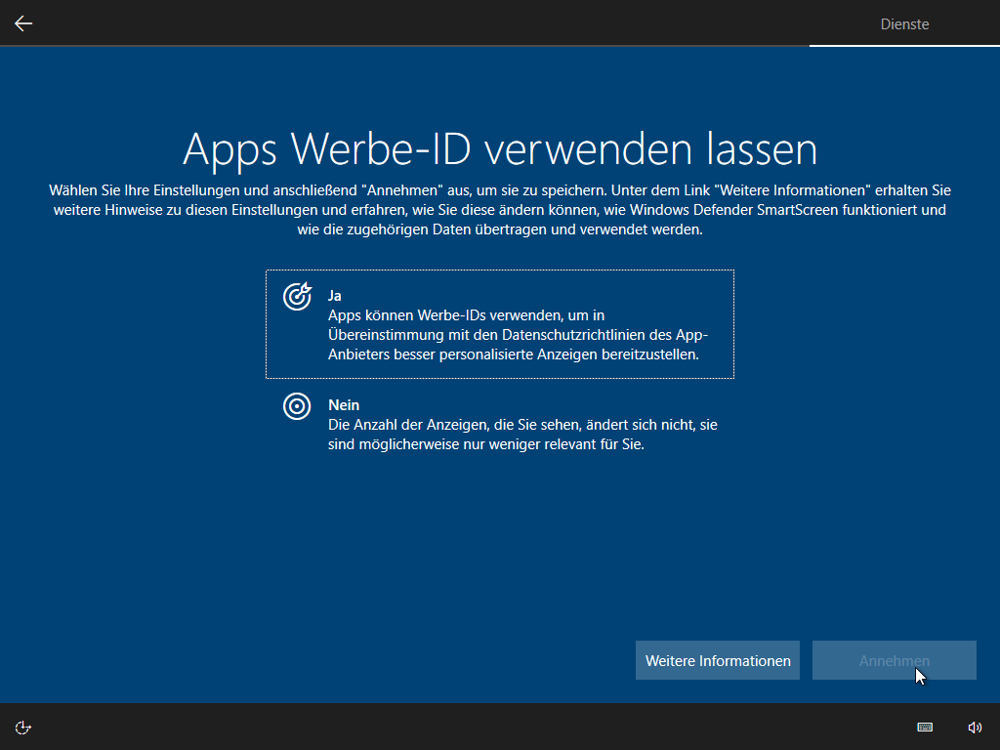 Dienste
Apps Werbe-ID verwenden lassen
Wählen Sie Ihre Einstellungen und anschließend "Annehmen" aus, um sie zu speichern. Unter dem Link "Weitere Informationen" erhalten Sie
weitere Hinweise zu diesen Einstellungen und erfahren, wie Sie diese ändern können, wie Windows Defender SmartScreen funktioniert und
wie die zugehörigen Daten übertragen und verwendet werden.
Ja
Apps können Werbe-IDs verwenden, um in
Übereinstimmung mit den Datenschutzrichtlinien des App-
Anbieters besser personalisierte Anzeigen bereitzustellen.
Nein
Die Anzahl der Anzeigen, die Sie sehen, ändert sich nicht, sie
sind möglicherweise nur weniger relevant für Sie.
Weitere Informationen
Annehmen